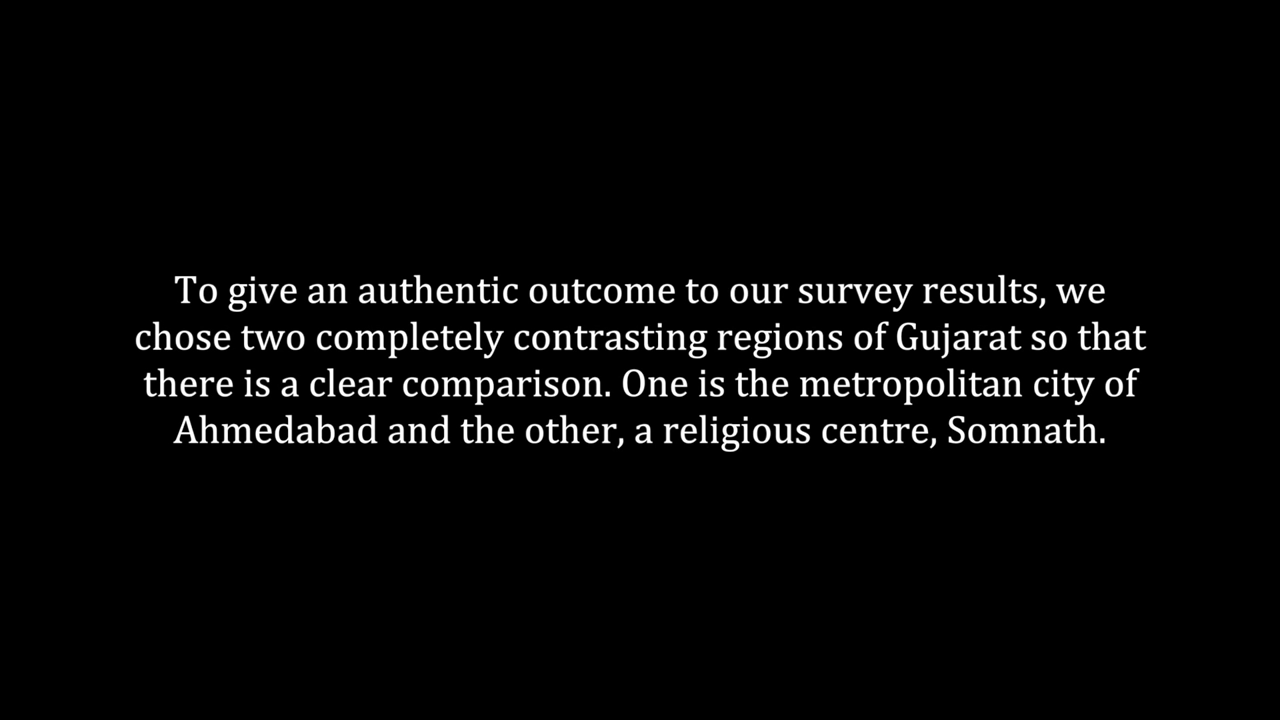 To give an authentic outcome to our survey results, we
chose two completely contrasting regions of Gujarat so that
there is a clear comparison. One is the metropolitan city of
Ahmedabad and the other, a religious centre, Somnath.